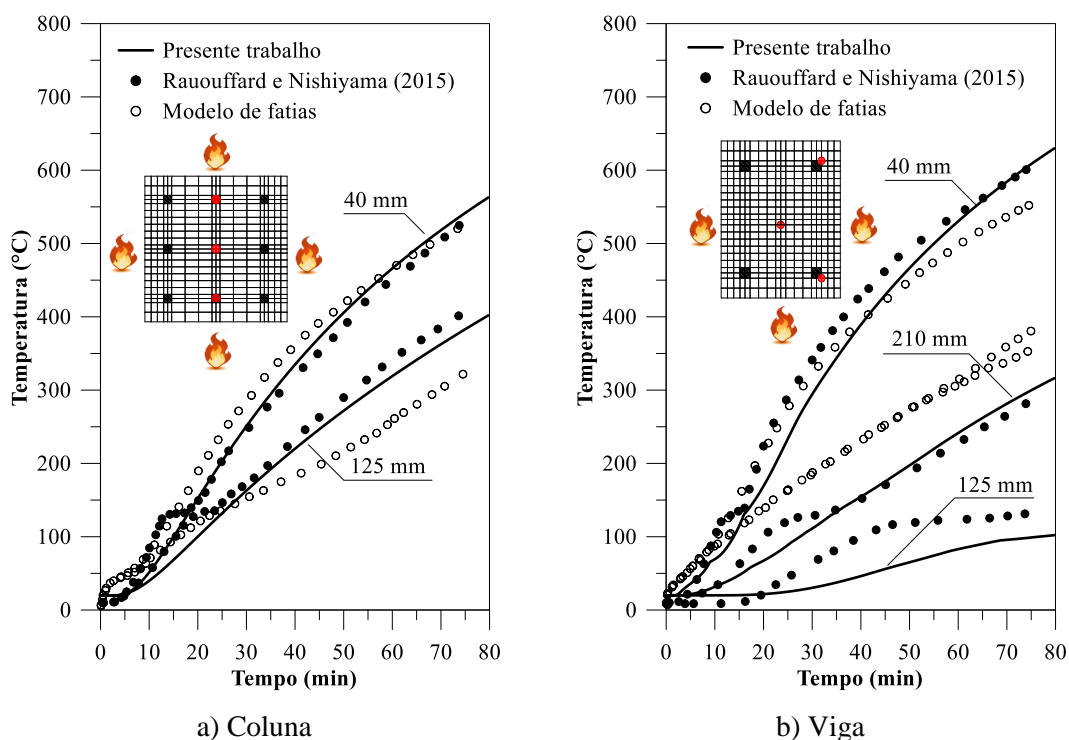 800
700
600
500
400
300
200
100
0
Temperatura (°C)
Presente trabalho
Rauouffard e Nishiyama (2015)
Modelo de fatias
40 mm
125 mm
0 10 20 30 40 50 60 70 80
Tempo (min)
a) Coluna
800
700
600
500
400
300
200
100
0
Temperatura (°C)
Presente trabalho
Rauouffard e Nishiyama (2015)
Modelo de fatias
40 mm
210 mm
125 mm
0 10 20 30 40 50 60 70 80
Tempo (min)
b) Viga